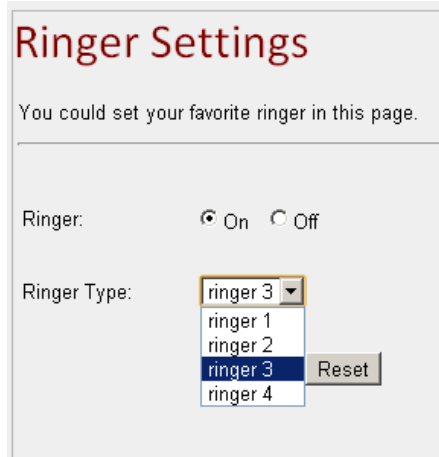 Ringer Settings
You could set your favorite ringer in this page.
Ringer: On Off
Ringer Type: ringer 3
ringer 1
ringer 2
ringer 3 Reset
ringer 4